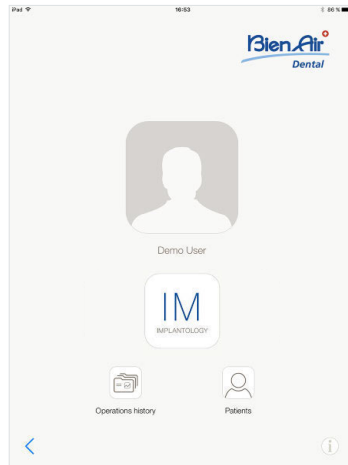 iPad 16:53 86 %
Bien Air
Dental
Demo User
IM
IMPLANTOLOGY
Operations history Patients
i